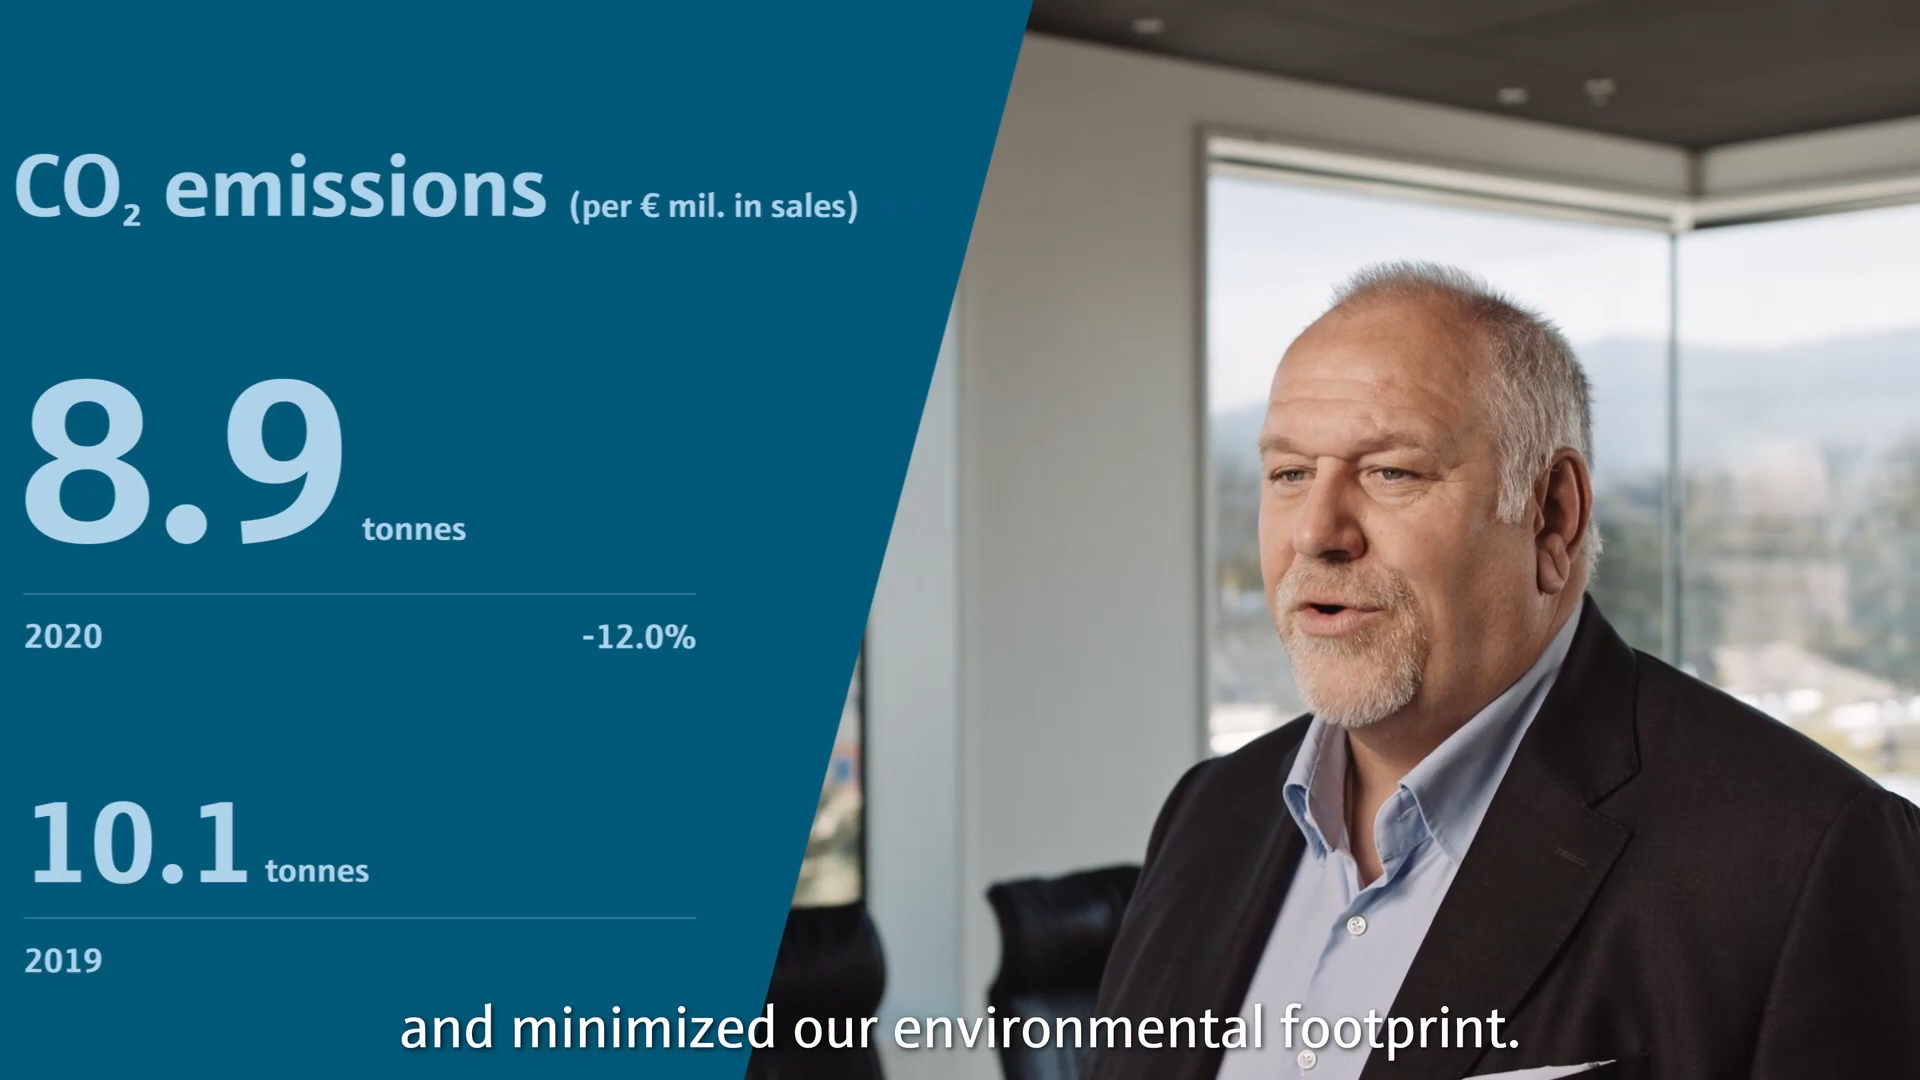 CO₂ emissions (per € mil. in sales)
8.9 tonnes
2020 -12.0%
10.1 tonnes
2019
and minimized our environmental footprint.